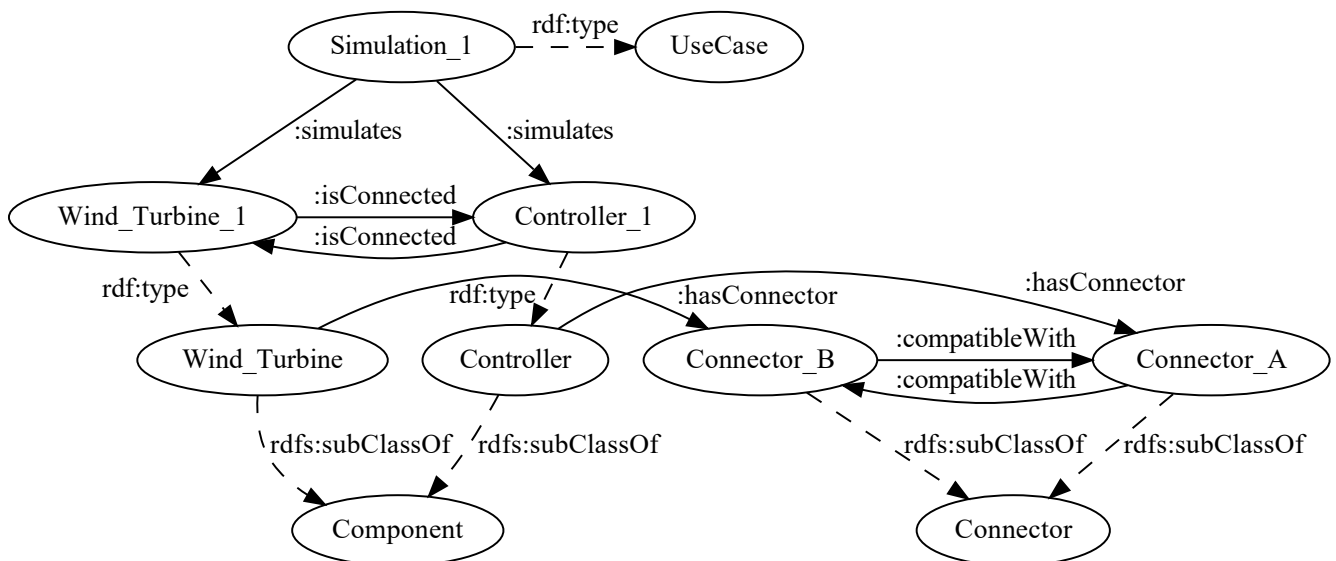 rdf:type
Simulation_1
UseCase
:simulates
:simulates
:isConnected
Wind_Turbine_1
Controller_1
:isConnected
:hasConnector
rdf:type
rdf:type
:hasConnector
:compatibleWith
Wind_Turbine
Controller
Connector_B
Connector_A
:compatibleWith
rdfs:subClassOf
rdfs:subClassOf
rdfs:subClassOf
rdfs:subClassOf
Component
Connector